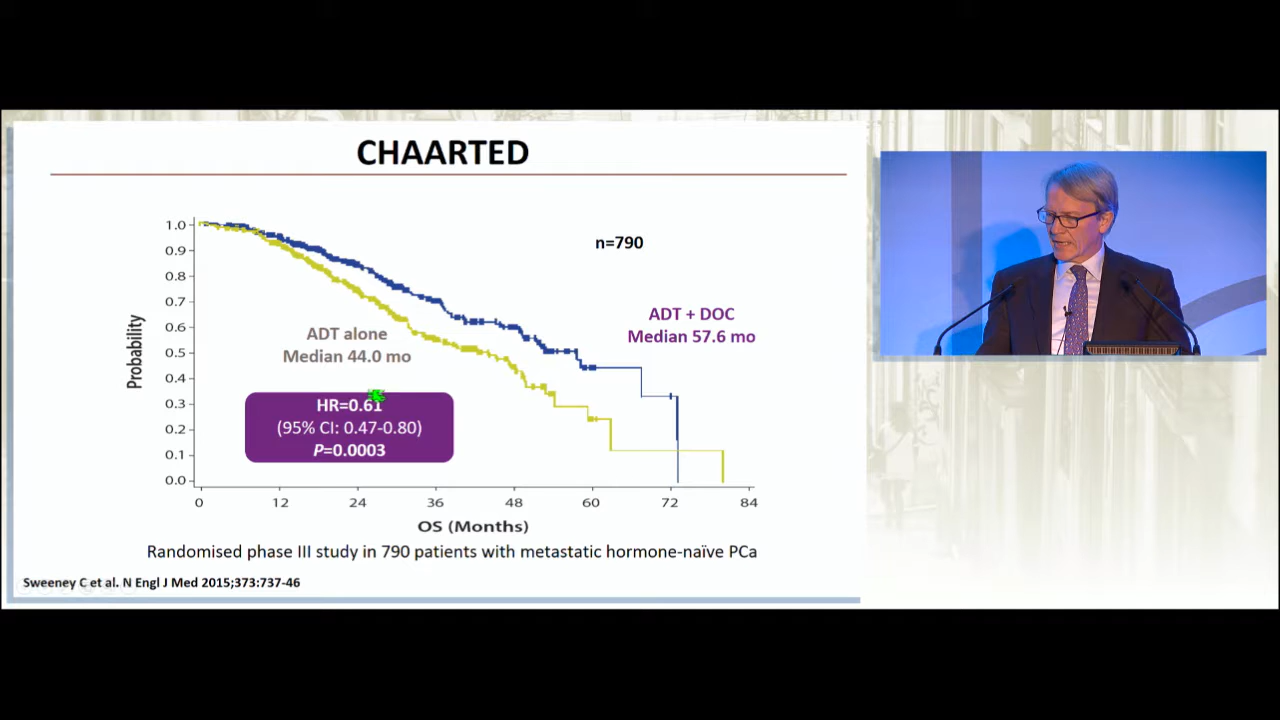 CHAARTED
1.0
0.9
0.8
0.7
0.6
0.5
0.4
0.3
0.2
0.1
0.0
Probability
n=790
ADT + DOC
Median 57.6 mo
ADT alone
Median 44.0 mo
HR=0.61
(95% CI: 0.47-0.80)
P=0.0003
0 12 24 36 48 60 72 84
OS (Months)
Randomised phase III study in 790 patients with metastatic hormone-naïve PCa
Sweeney C et al. N Engl J Med 2015;373:737-46